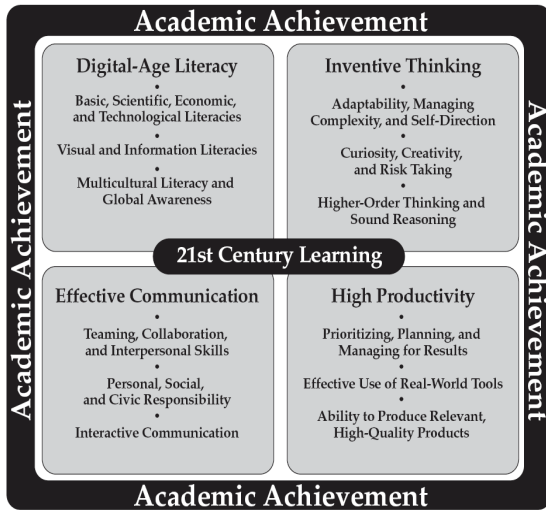 Academic Achievement
Academic Achievement
Digital-Age Literacy
•
Basic, Scientific, Economic,
and Technological Literacies
•
Visual and Information Literacies
•
Multicultural Literacy and
Global Awareness
Inventive Thinking
•
Adaptability, Managing
Complexity, and Self-Direction
•
Curiosity, Creativity,
and Risk Taking
•
Higher-Order Thinking and
Sound Reasoning
Academic Achievement
21st Century Learning
Effective Communication
•
Teaming, Collaboration,
and Interpersonal Skills
•
Personal, Social,
and Civic Responsibility
•
Interactive Communication
High Productivity
•
Prioritizing, Planning, and
Managing for Results
•
Effective Use of Real-World Tools
•
Ability to Produce Relevant,
High-Quality Products
Academic Achievement